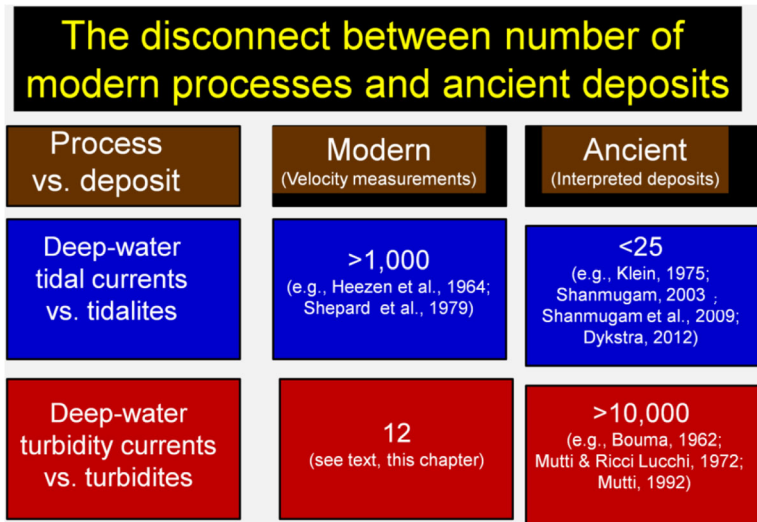 The disconnect between number of
modern processes and ancient deposits
Process
vs. deposit
Modern
(Velocity measurements)
Ancient
(Interpreted deposits)
Deep-water
tidal currents
vs. tidalites
>1,000
(e.g., Heezen et al., 1964;
Shepard et al., 1979)
<25
(e.g., Klein, 1975;
Shanmugam, 2003 ;
Shanmugam et al., 2009;
Dykstra, 2012)
Deep-water
turbidity currents
vs. turbidites
12
(see text, this chapter)
>10,000
(e.g., Bouma, 1962;
Mutti & Ricci Lucchi, 1972;
Mutti, 1992)